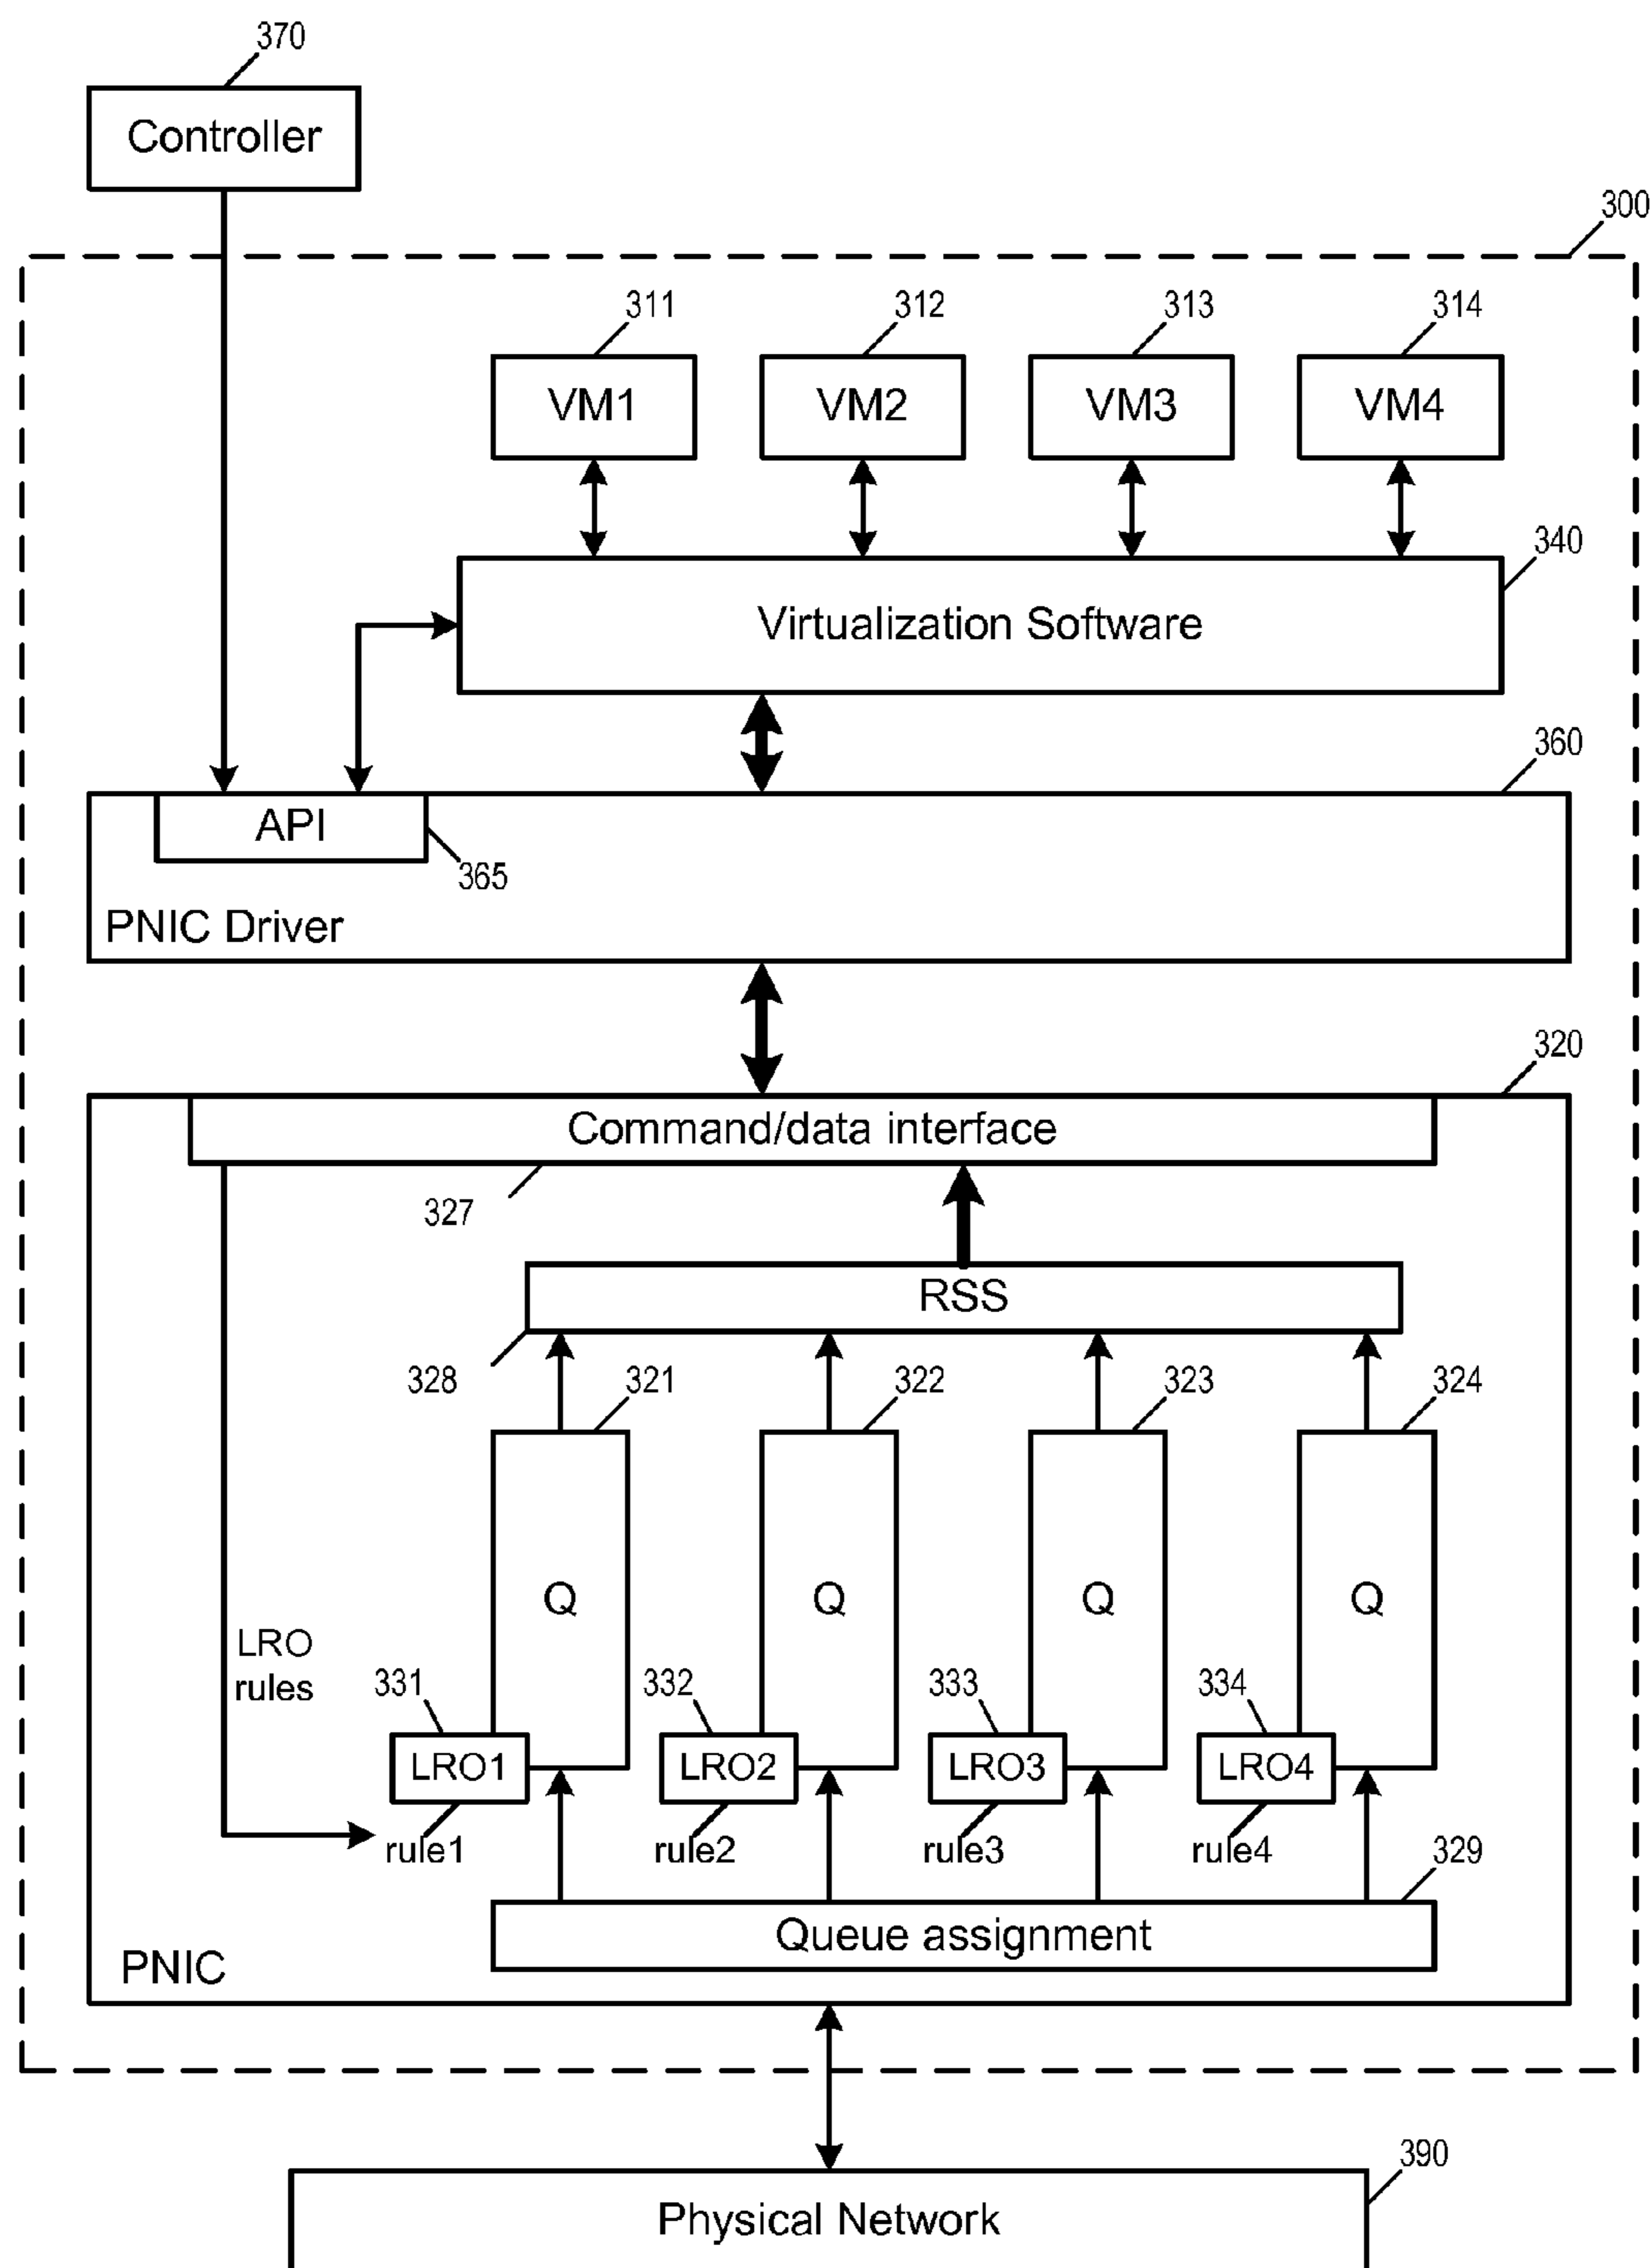 370
Controller
300
311
312
313
314
VM1
VM2
VM3
VM4
340
Virtualization Software
360
API
365
PNIC Driver
320
Command/data interface
327
RSS
328
321
322
323
324
Q
Q
Q
Q
LRO
rules
331
332
333
334
LRO1
LRO2
LRO3
LRO4
rule1
rule2
rule3
rule4
329
Queue assignment
PNIC
390
Physical Network